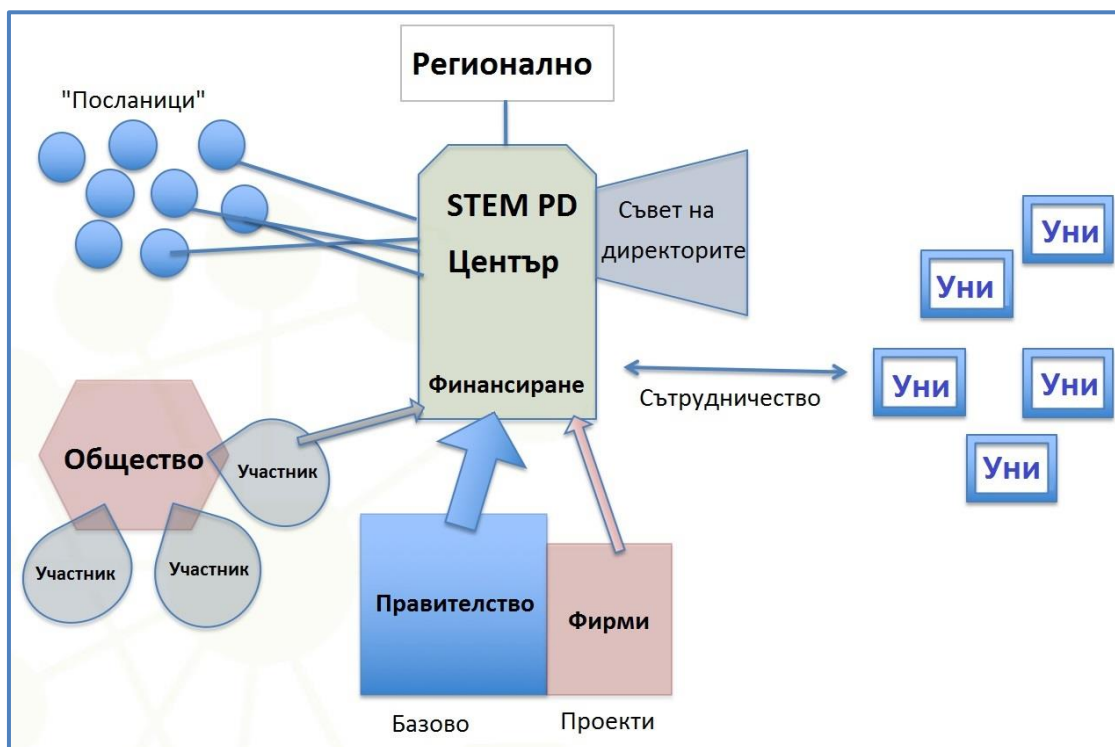 Регионално
"Посланици"
STEM PD
Център
Съвет на
директорите
Уни
Уни
Уни
Уни
Уни
Финансиране
Сътрудничество
Общество
Участник
Участник
Участник
Правителство
Фирми
Базово
Проекти